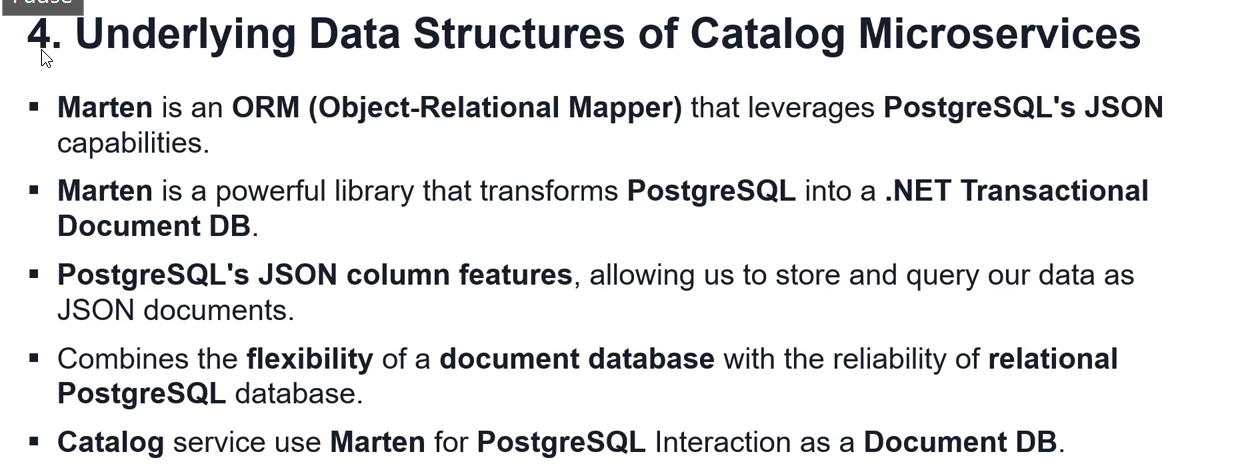 Pause
4. Underlying Data Structures of Catalog Microservices
▪ Marten is an ORM (Object-Relational Mapper) that leverages PostgreSQL's JSON
capabilities.
▪ Marten is a powerful library that transforms PostgreSQL into a .NET Transactional
Document DB.
▪ PostgreSQL's JSON column features, allowing us to store and query our data as
JSON documents.
▪ Combines the flexibility of a document database with the reliability of relational
PostgreSQL database.
▪ Catalog service use Marten for PostgreSQL Interaction as a Document DB.